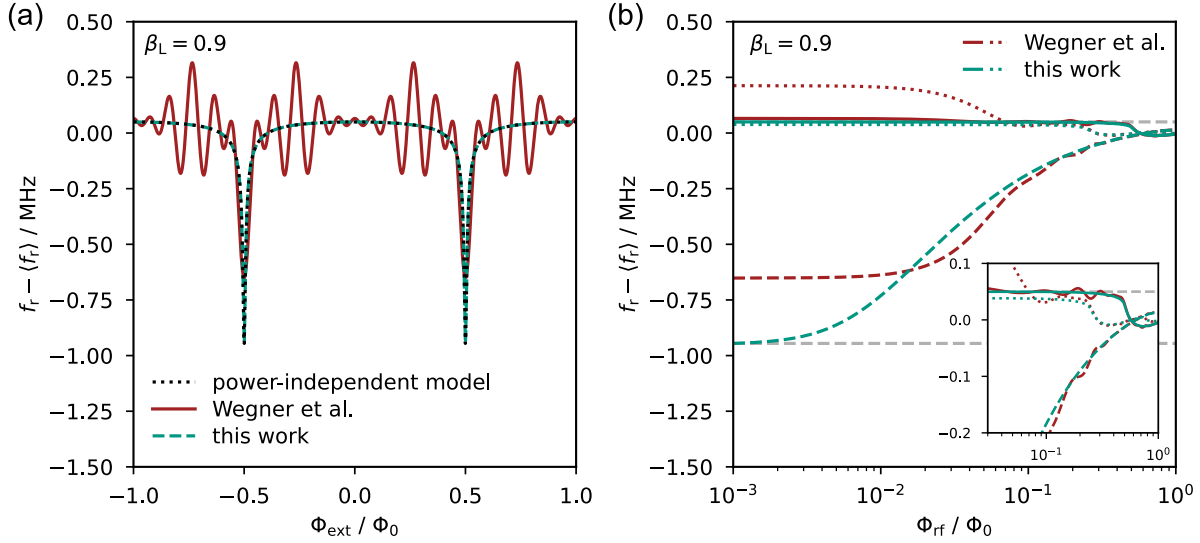 (a)
β_L = 0.9
f_r − ⟨f_r⟩ / MHz
0.50
0.25
0.00
−0.25
−0.50
−0.75
−1.00
−1.25
−1.50
power-independent model
Wegner et al.
this work
−1.0
−0.5
0.0
0.5
1.0
Φ_ext / Φ_0
(b)
β_L = 0.9
Wegner et al.
this work
f_r − ⟨f_r⟩ / MHz
0.50
0.25
0.00
−0.25
−0.50
−0.75
−1.00
−1.25
−1.50
0.1
0.0
−0.1
−0.2
10⁻¹
10⁰
10⁻³
10⁻²
10⁻¹
10⁰
Φ_rf / Φ_0